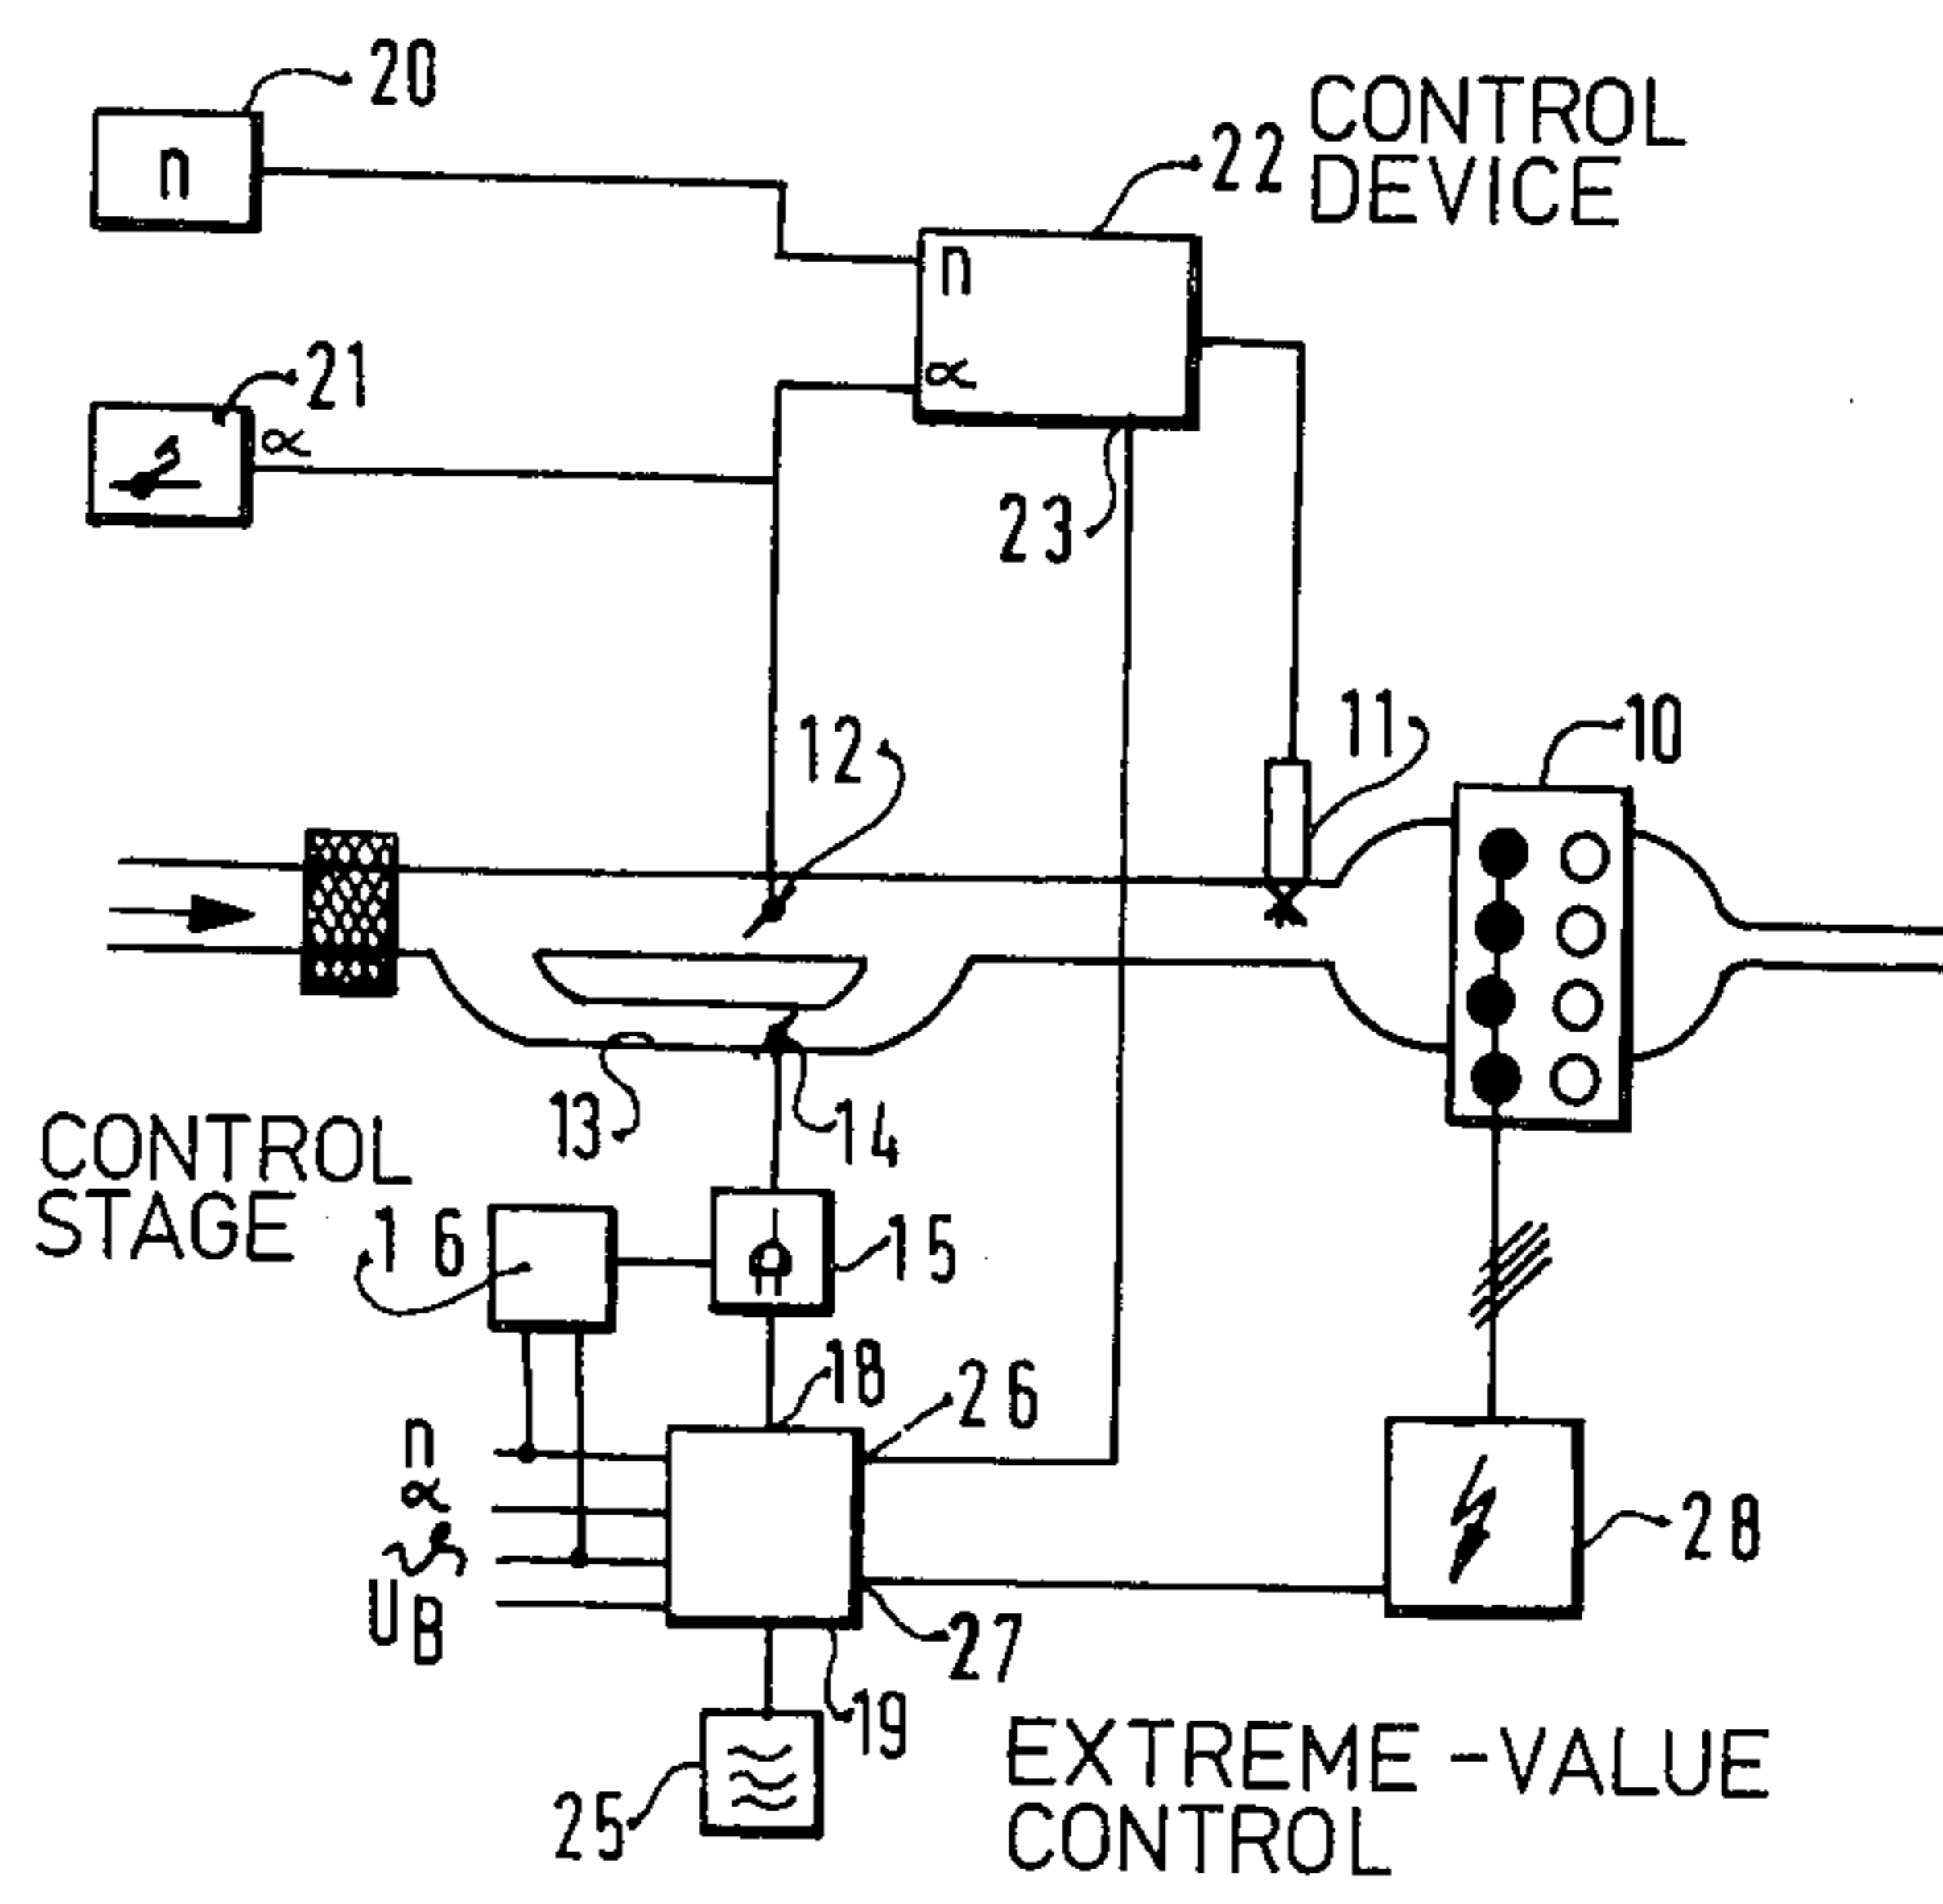 20
n
CONTROL
DEVICE
22
n
21
α
α
23
12
11
10
13
14
CONTROL
STAGE
16
15
18
26
n
α
ϑ
UB
28
27
19
25
EXTREME-VALUE
CONTROL